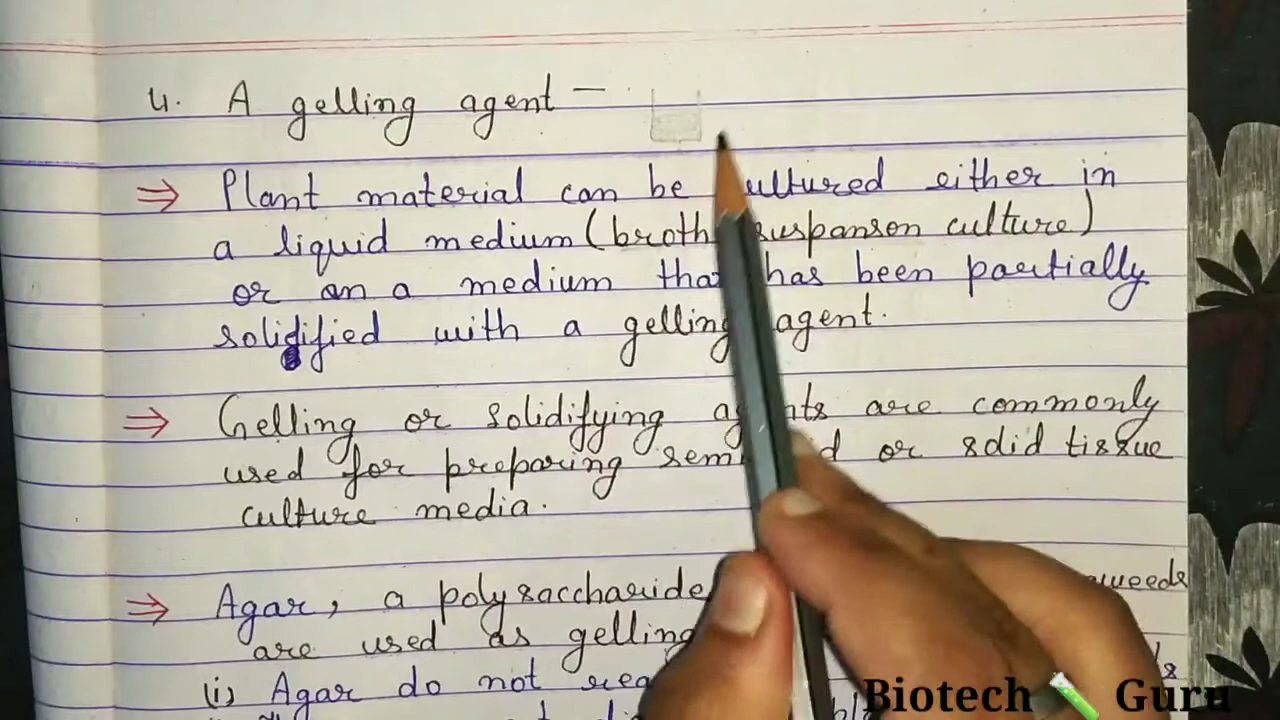 4. A gelling agent -
⇒ Plant material can be cultured either in
a liquid medium (broth suspanson culture)
or on a medium that has been partially
solidified with a gelling agent.
⇒ Gelling or solidifying agents are commonly
used for preparing semi or solid tissue
culture media.
⇒ Agar, a polysaccharide
are used as gelling
(i) Agar do not
Biotech Guru